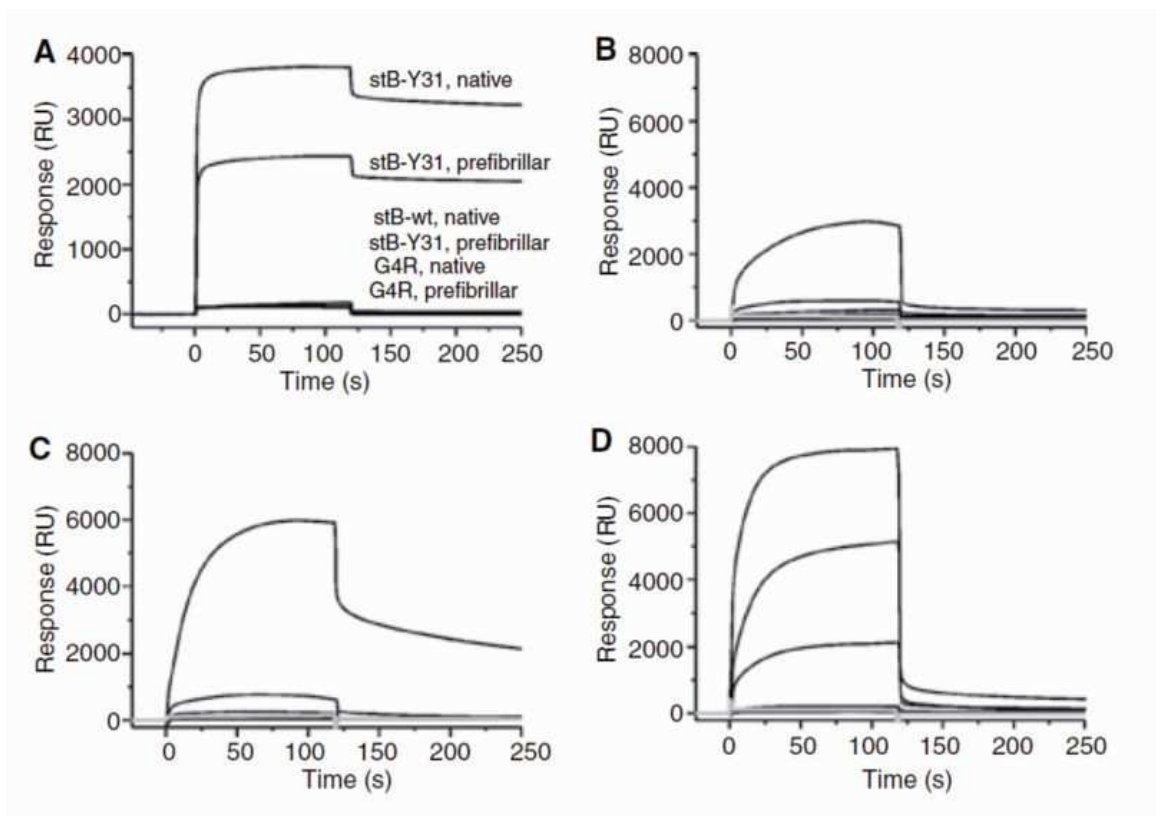 A
4000
3000
2000
1000
0
Response (RU)
stB-Y31, native
stB-Y31, prefibrillar
stB-wt, native
stB-Y31, prefibrillar
G4R, native
G4R, prefibrillar
0 50 100 150 200 250
Time (s)
B
8000
6000
4000
2000
0
Response (RU)
0 50 100 150 200 250
Time (s)
C
8000
6000
4000
2000
0
Response (RU)
0 50 100 150 200 250
Time (s)
D
8000
6000
4000
2000
0
Response (RU)
0 50 100 150 200 250
Time (s)